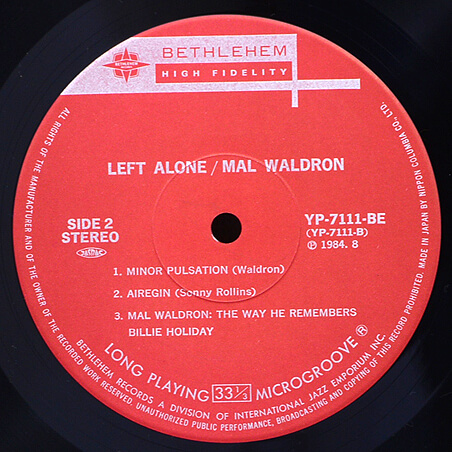 BETHLEHEM
HIGH FIDELITY
LEFT ALONE / MAL WALDRON
SIDE 2
STEREO
YP-7111-BE
(YP-7111-B)
Ⓟ 1984. 8
1. MINOR PULSATION (Waldron)
2. AIREGIN (Sonny Rollins)
3. MAL WALDRON: THE WAY HE REMEMBERS
BILLIE HOLIDAY
LONG PLAYING 33 1/3 MICROGROOVE ®
ALL RIGHTS OF THE MANUFACTURER AND OF THE OWNER OF THE RECORDED WORK RESERVED. UNAUTHORIZED PUBLIC PERFORMANCE, BROADCASTING AND COPYING OF THIS RECORD PROHIBITED. MADE IN JAPAN BY NIPPON COLUMBIA CO., LTD.
BETHLEHEM RECORDS A DIVISION OF INTERNATIONAL JAZZ EMPORIUM INC.